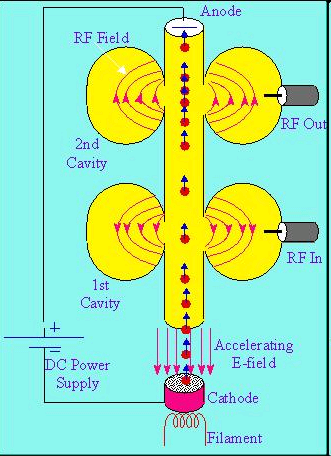 Anode
RF Field
RF Out
2nd
Cavity
RF In
1st
Cavity
+
Accelerating
E-field
DC Power
Supply
Cathode
Filament